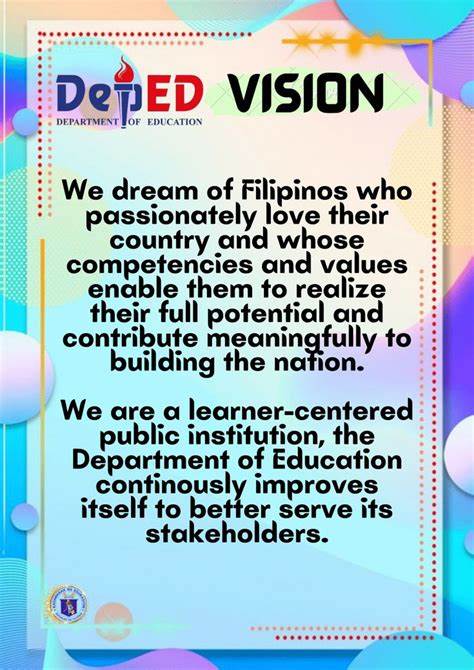 DepED VISION
DEPARTMENT OF EDUCATION
We dream of Filipinos who
passionately love their
country and whose
competencies and values
enable them to realize
their full potential and
contribute meaningfully to
building the nation.
We are a learner-centered
public institution, the
Department of Education
continously improves
itself to better serve its
stakeholders.